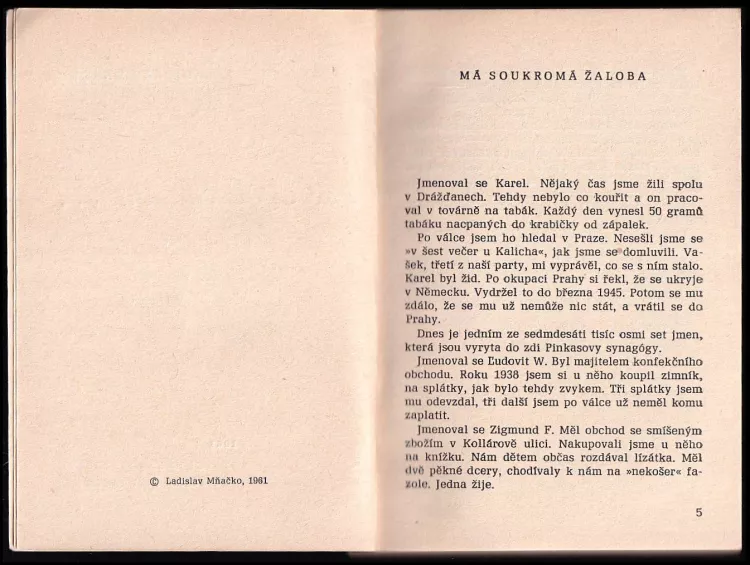 © Ladislav Mňačko, 1961
MÁ SOUKROMÁ ŽALOBA
Jmenoval se Karel. Nějaký čas jsme žili spolu
v Drážďanech. Tehdy nebylo co kouřit a on praco-
val v továrně na tabák. Každý den vynesl 50 gramů
tabáku nacpaných do krabičky od zápalek.
Po válce jsem ho hledal v Praze. Nesešli jsme se
»v šest večer u Kalicha«, jak jsme se domluvili. Va-
šek, třetí z naší party, mi vyprávěl, co se s ním stalo.
Karel byl žid. Po okupaci Prahy si řekl, že se ukryje
v Německu. Vydržel to do března 1945. Potom se mu
zdálo, že se mu už nemůže nic stát, a vrátil se do
Prahy.
Dnes je jedním ze sedmdesáti tisíc osmi set jmen,
která jsou vyryta do zdi Pinkasovy synagógy.
Jmenoval se Ľudovit W. Byl majitelem konfekčního
obchodu. Roku 1938 jsem si u něho koupil zimník,
na splátky, jak bylo tehdy zvykem. Tři splátky jsem
mu odevzdal, tři další jsem po válce už neměl komu
zaplatit.
Jmenoval se Zigmund F. Měl obchod se smíšeným
zbožím v Kollárově ulici. Nakupovali jsme u něho
na knížku. Nám dětem občas rozdával lízátka. Měl
dvě pěkné dcery, chodívaly k nám na »nekošer« fa-
zole. Jedna žije.
5